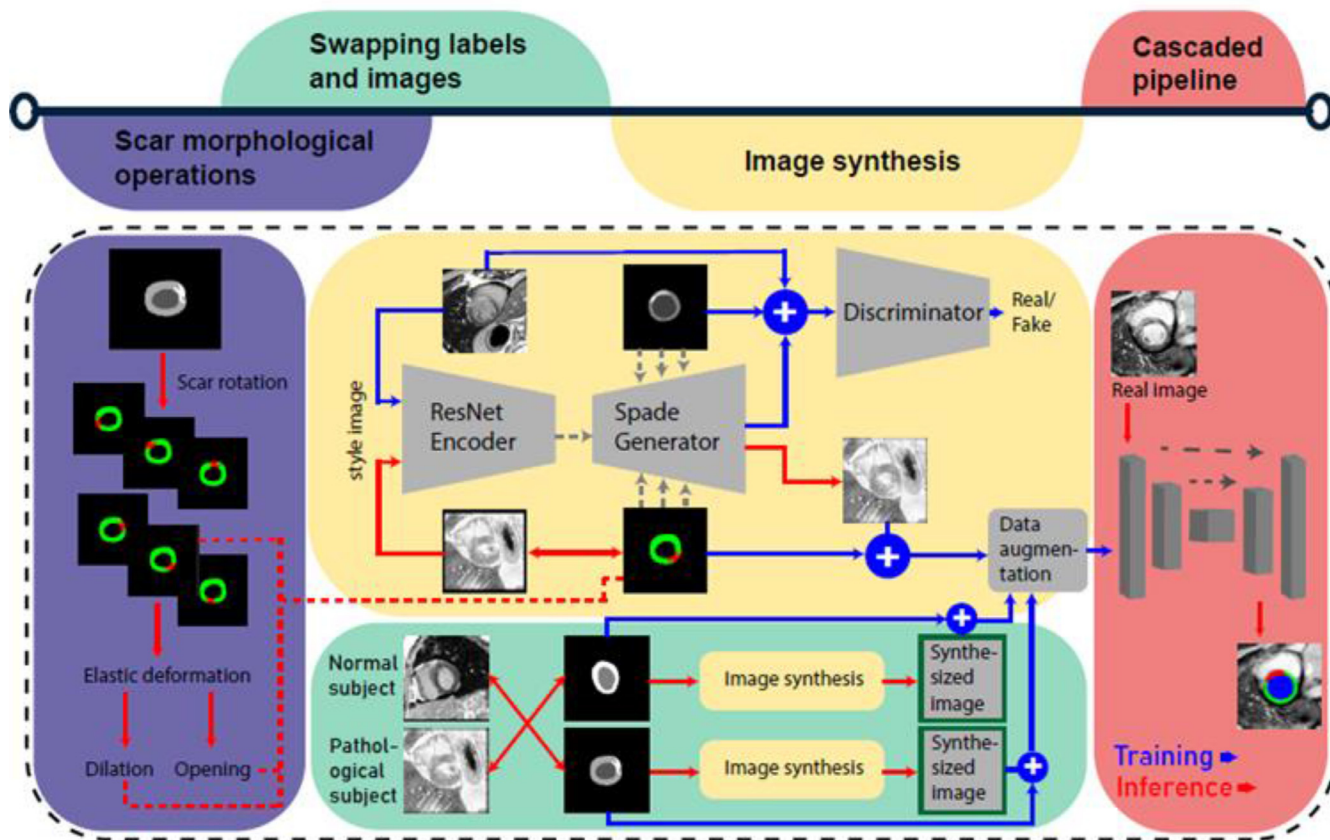 Swapping labels
and images
Cascaded
pipeline
Scar morphological
operations
Image synthesis
Scar rotation
Elastic deformation
Dilation
Opening
style image
ResNet
Encoder
Spade
Generator
Discriminator
Real/
Fake
Data
augmen-
tation
Normal
subject
Pathol-
ogical
subject
Image synthesis
Synthe-
sized
image
Image synthesis
Synthe-
sized
image
Real image
Training
Inference